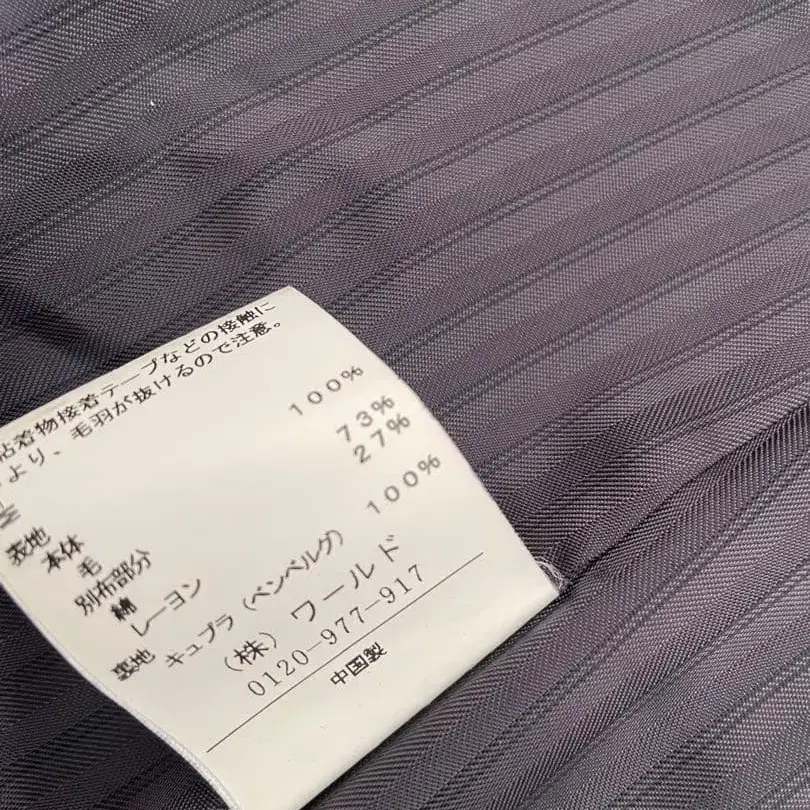 粘着物接着テープなどの接触に
より、毛羽が抜けるので注意。
M
表地
本体
毛 100%
別布部分
綿 73%
レーヨン 27%
裏地
キュプラ（ベンベルグ） 100%
（株）ワールド
0120-977-917
中国製